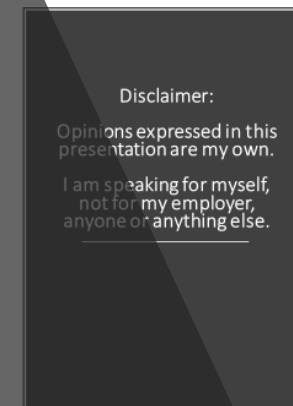 Disclaimer:
Opinions expressed in this
presentation are my own.
I am speaking for myself,
not for my employer,
anyone or anything else.